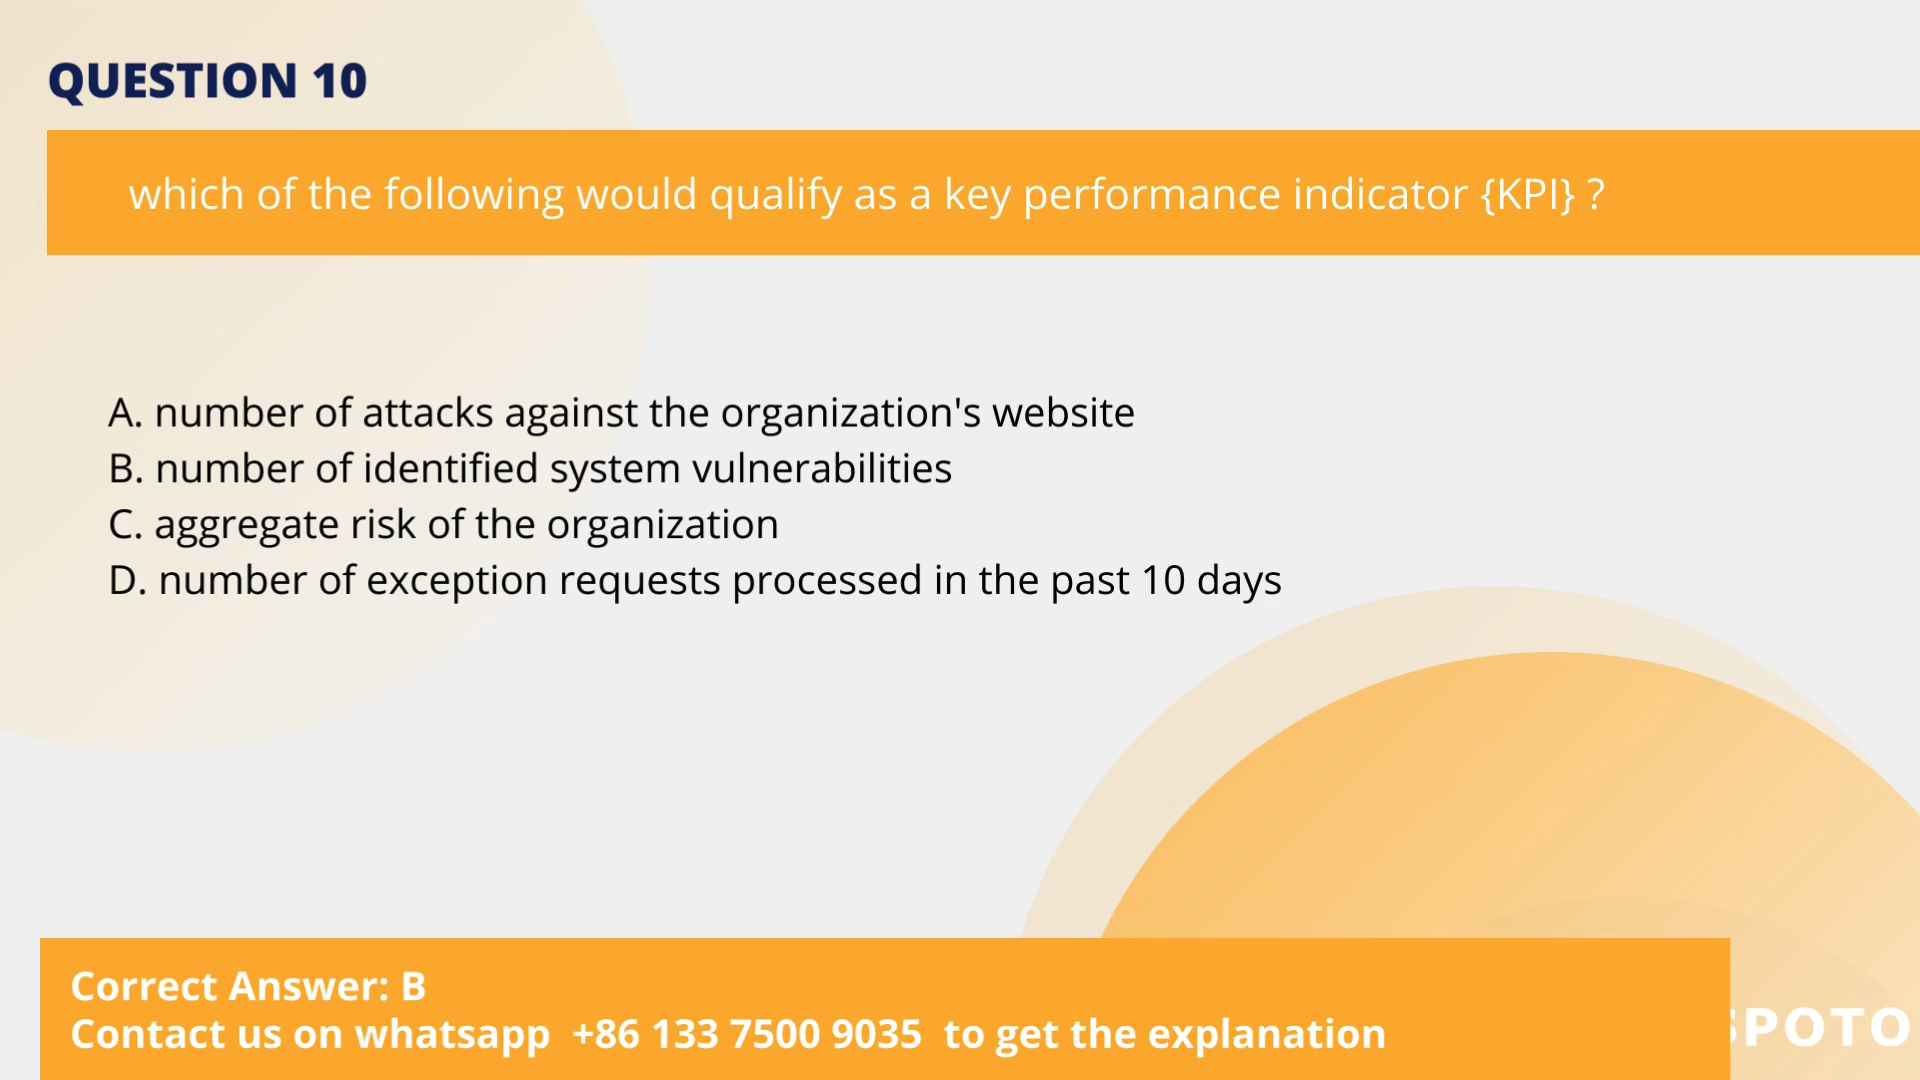 QUESTION 10
which of the following would qualify as a key performance indicator {KPI} ?
A. number of attacks against the organization's website
B. number of identified system vulnerabilities
C. aggregate risk of the organization
D. number of exception requests processed in the past 10 days
Correct Answer: B
Contact us on whatsapp +86 133 7500 9035 to get the explanation
SPOTO